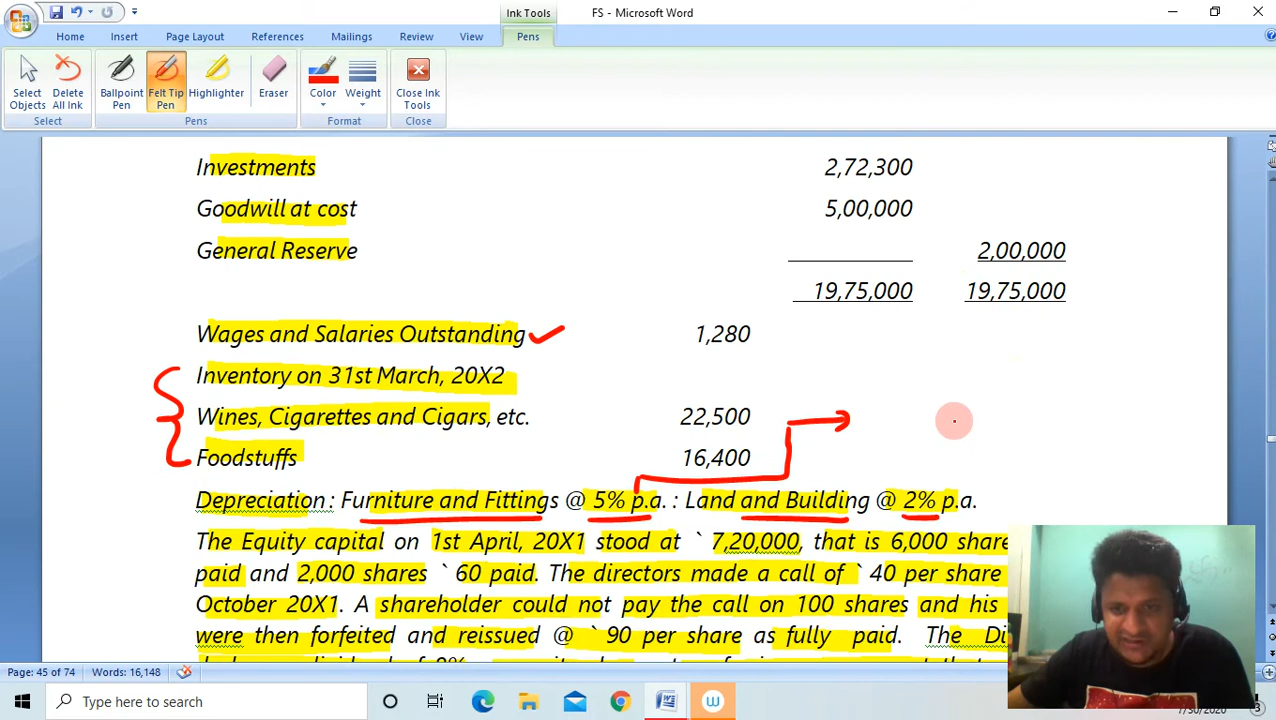 Ink Tools
FS - Microsoft Word
Home Insert Page Layout References Mailings Review View Pens
Select Objects
Delete All Ink
Ballpoint Pen
Felt Tip Pen
Highlighter
Eraser
Color
Weight
Close Ink Tools
Select Pens Format Close
Investments 2,72,300
Goodwill at cost 5,00,000
General Reserve 2,00,000
19,75,000 19,75,000
Wages and Salaries Outstanding 1,280
Inventory on 31st March, 20X2
Wines, Cigarettes and Cigars, etc. 22,500
Foodstuffs 16,400
Depreciation : Furniture and Fittings @ 5% p.a. : Land and Building @ 2% p.a.
The Equity capital on 1st April, 20X1 stood at ` 7,20,000, that is 6,000 share
paid and 2,000 shares ` 60 paid. The directors made a call of ` 40 per share
October 20X1. A shareholder could not pay the call on 100 shares and his
were then forfeited and reissued @ ` 90 per share as fully paid. The Di
Page: 45 of 74 Words: 16,148
Type here to search
7/30/2020